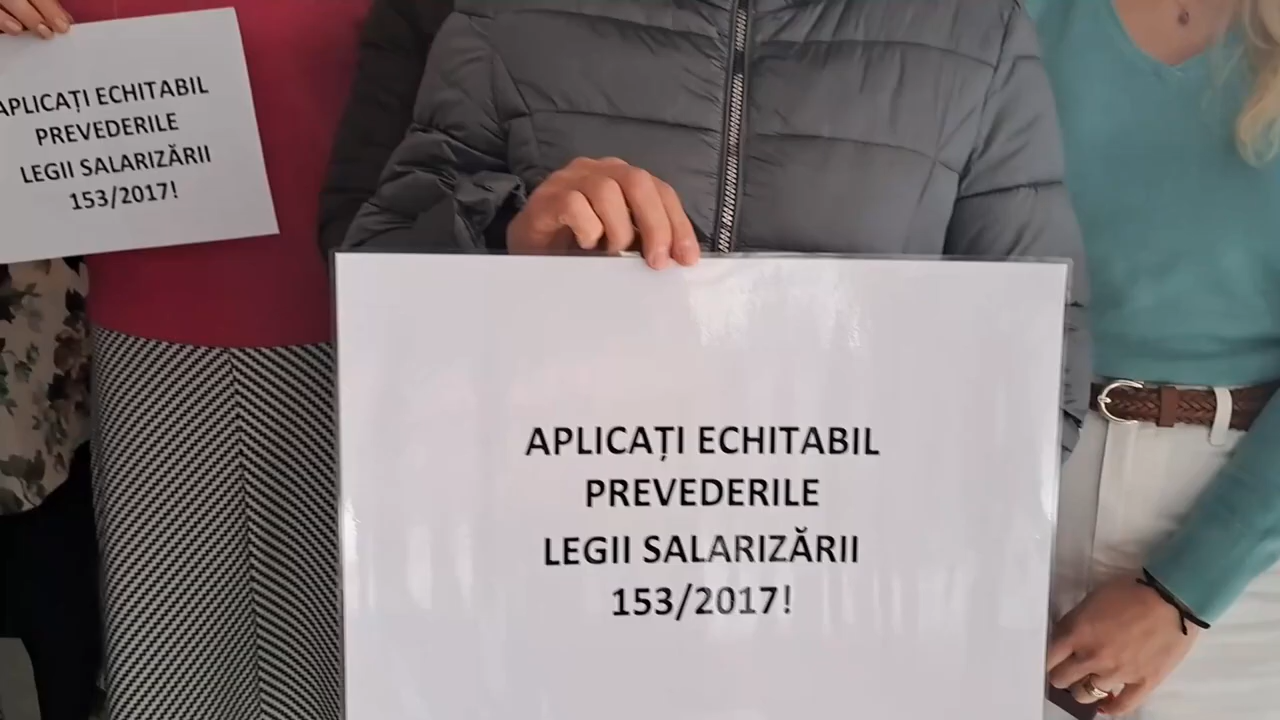 APLICAȚI ECHITABIL
PREVEDERILE
LEGII SALARIZĂRII
153/2017!
APLICAȚI ECHITABIL
PREVEDERILE
LEGII SALARIZĂRII
153/2017!